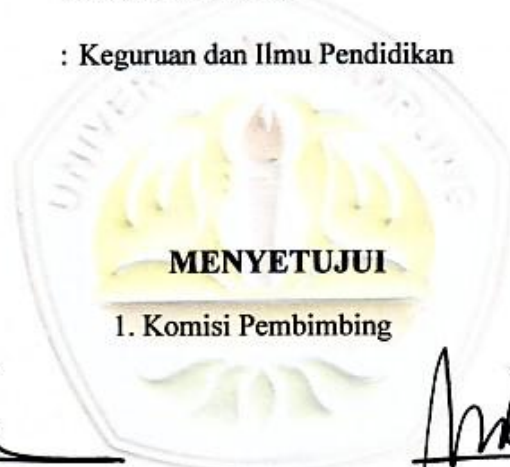 : Keguruan dan Ilmu Pendidikan
MENYETUJUI
1. Komisi Pembimbing